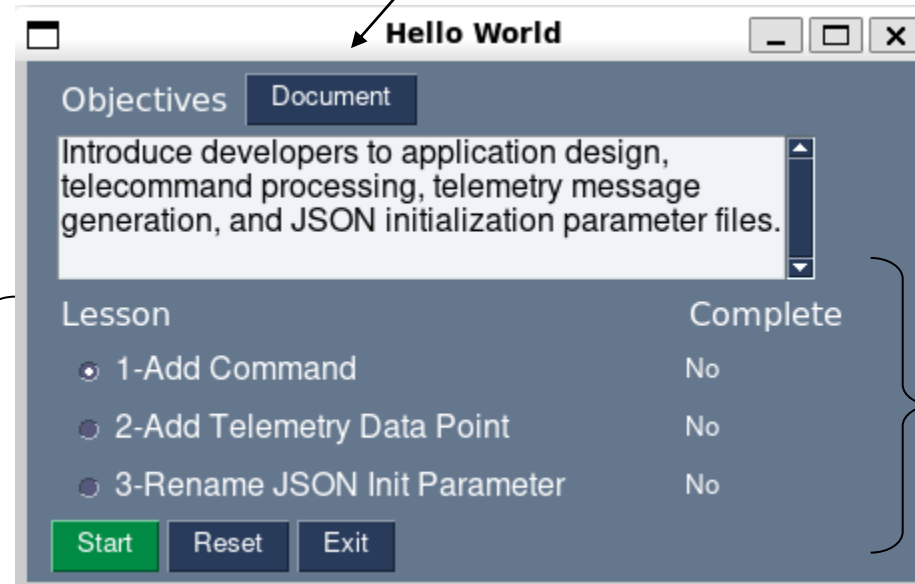 Hello World
Objectives Document
Introduce developers to application design,
telecommand processing, telemetry message
generation, and JSON initialization parameter files.
Lesson Complete
1-Add Command No
2-Add Telemetry Data Point No
3-Rename JSON Init Parameter No
Start Reset Exit